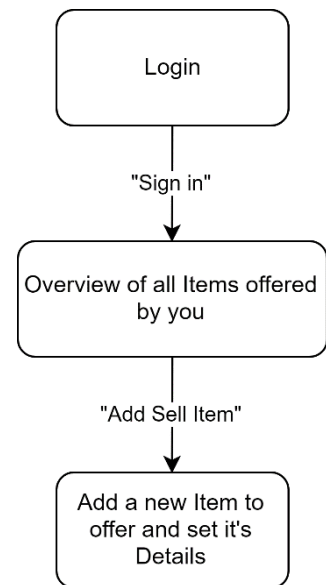 Login
"Sign in"
Overview of all Items offered
by you
"Add Sell Item"
Add a new Item to
offer and set it's
Details